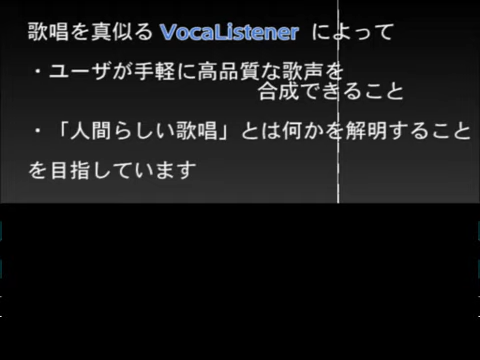 歌唱を真似る VocaListener によって
・ユーザが手軽に高品質な歌声を
合成できること
・「人間らしい歌唱」とは何かを解明すること
を目指しています